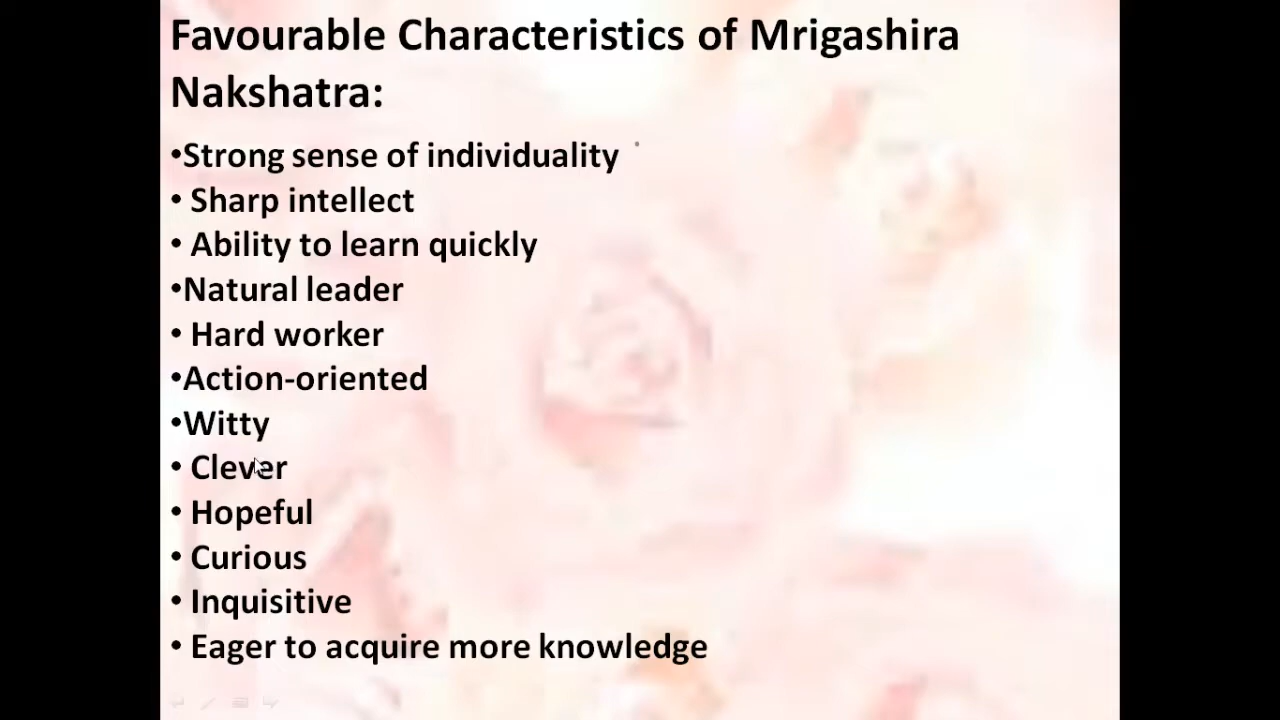 Favourable Characteristics of Mrigashira
Nakshatra:
•Strong sense of individuality
• Sharp intellect
• Ability to learn quickly
•Natural leader
• Hard worker
•Action-oriented
•Witty
• Clever
• Hopeful
• Curious
• Inquisitive
• Eager to acquire more knowledge